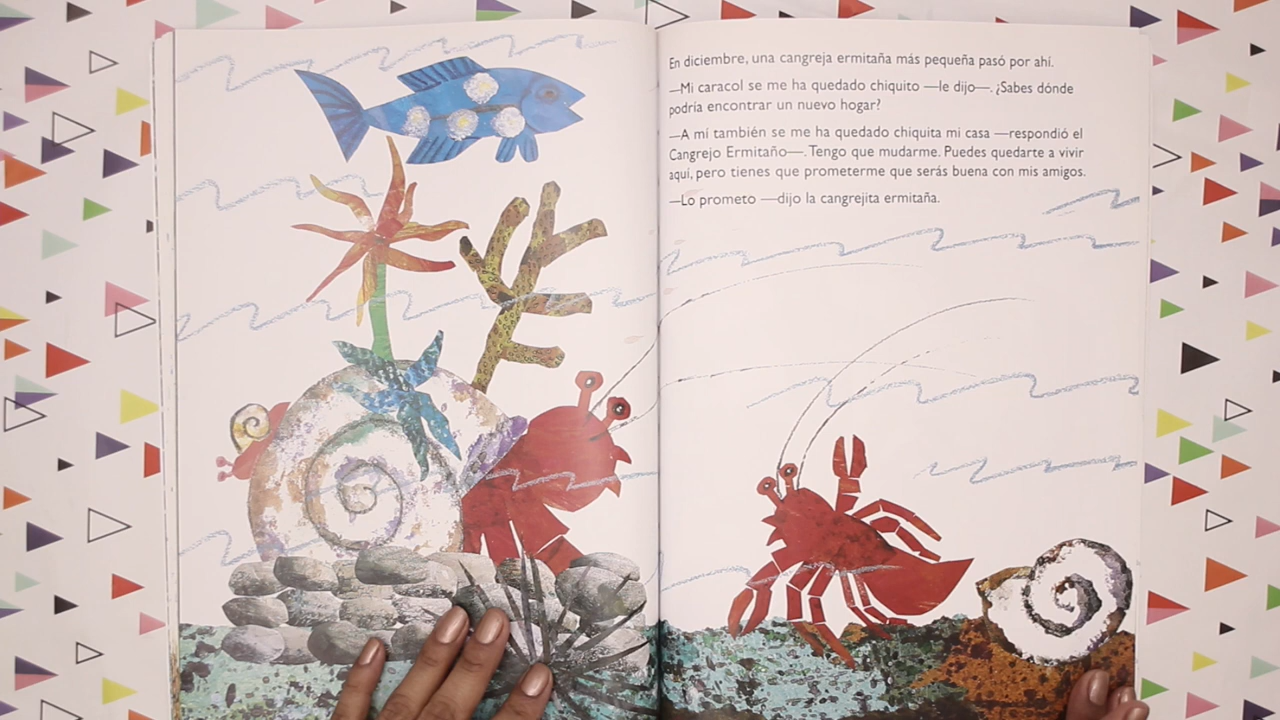 En diciembre, una cangreja ermitaña más pequeña pasó por ahí.
—Mi caracol se me ha quedado chiquito —le dijo—. ¿Sabes dónde
podría encontrar un nuevo hogar?
—A mí también se me ha quedado chiquita mi casa —respondió el
Cangrejo Ermitaño—. Tengo que mudarme. Puedes quedarte a vivir
aquí, pero tienes que prometerme que serás buena con mis amigos.
—Lo prometo —dijo la cangrejita ermitaña.